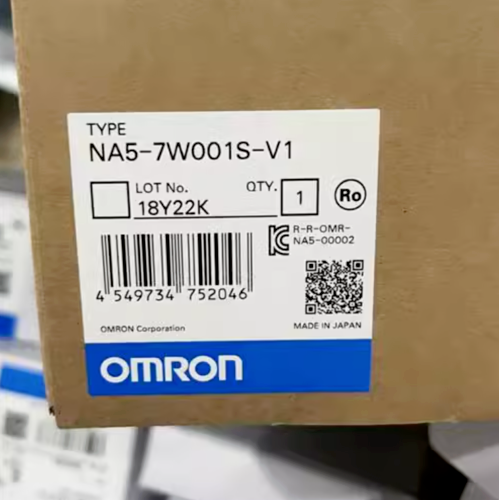 TYPE
NA5-7W001S-V1
LOT No. QTY.
18Y22K 1 Ro
R-R-OMR-
NA5-00002
4 549734 752046
OMRON Corporation MADE IN JAPAN
OMRON